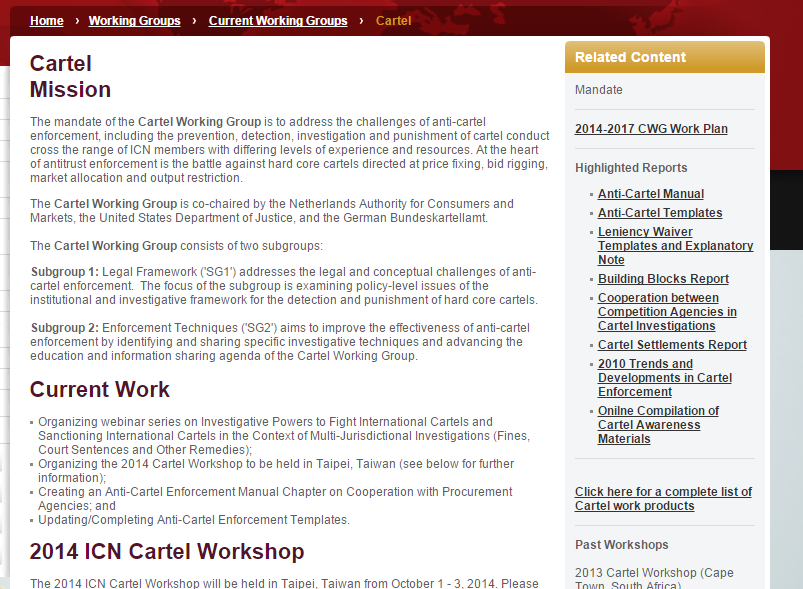 Home › Working Groups › Current Working Groups › Cartel
Cartel
Mission
The mandate of the Cartel Working Group is to address the challenges of anti-cartel
enforcement, including the prevention, detection, investigation and punishment of cartel conduct
cross the range of ICN members with differing levels of experience and resources. At the heart
of antitrust enforcement is the battle against hard core cartels directed at price fixing, bid rigging,
market allocation and output restriction.
The Cartel Working Group is co-chaired by the Netherlands Authority for Consumers and
Markets, the United States Department of Justice, and the German Bundeskartellamt.
The Cartel Working Group consists of two subgroups:
Subgroup 1: Legal Framework ('SG1') addresses the legal and conceptual challenges of anti-
cartel enforcement. The focus of the subgroup is examining policy-level issues of the
institutional and investigative framework for the detection and punishment of hard core cartels.
Subgroup 2: Enforcement Techniques ('SG2') aims to improve the effectiveness of anti-cartel
enforcement by identifying and sharing specific investigative techniques and advancing the
education and information sharing agenda of the Cartel Working Group.
Current Work
Organizing webinar series on Investigative Powers to Fight International Cartels and
Sanctioning International Cartels in the Context of Multi-Jurisdictional Investigations (Fines,
Court Sentences and Other Remedies);
Organizing the 2014 Cartel Workshop to be held in Taipei, Taiwan (see below for further
information);
Creating an Anti-Cartel Enforcement Manual Chapter on Cooperation with Procurement
Agencies; and
Updating/Completing Anti-Cartel Enforcement Templates.
2014 ICN Cartel Workshop
The 2014 ICN Cartel Workshop will be held in Taipei, Taiwan from October 1 - 3, 2014. Please
Related Content
Mandate
2014-2017 CWG Work Plan
Highlighted Reports
Anti-Cartel Manual
Anti-Cartel Templates
Leniency Waiver
Templates and Explanatory
Note
Building Blocks Report
Cooperation between
Competition Agencies in
Cartel Investigations
Cartel Settlements Report
2010 Trends and
Developments in Cartel
Enforcement
Onilne Compilation of
Cartel Awareness
Materials
Click here for a complete list of
Cartel work products
Past Workshops
2013 Cartel Workshop (Cape
Town, South Africa)